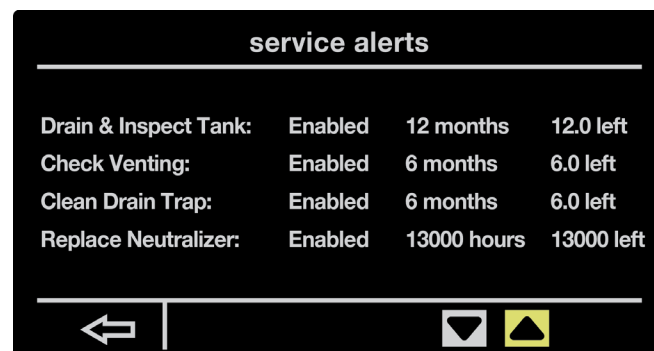 service alerts
Drain & Inspect Tank: Enabled 12 months 12.0 left
Check Venting: Enabled 6 months 6.0 left
Clean Drain Trap: Enabled 6 months 6.0 left
Replace Neutralizer: Enabled 13000 hours 13000 left